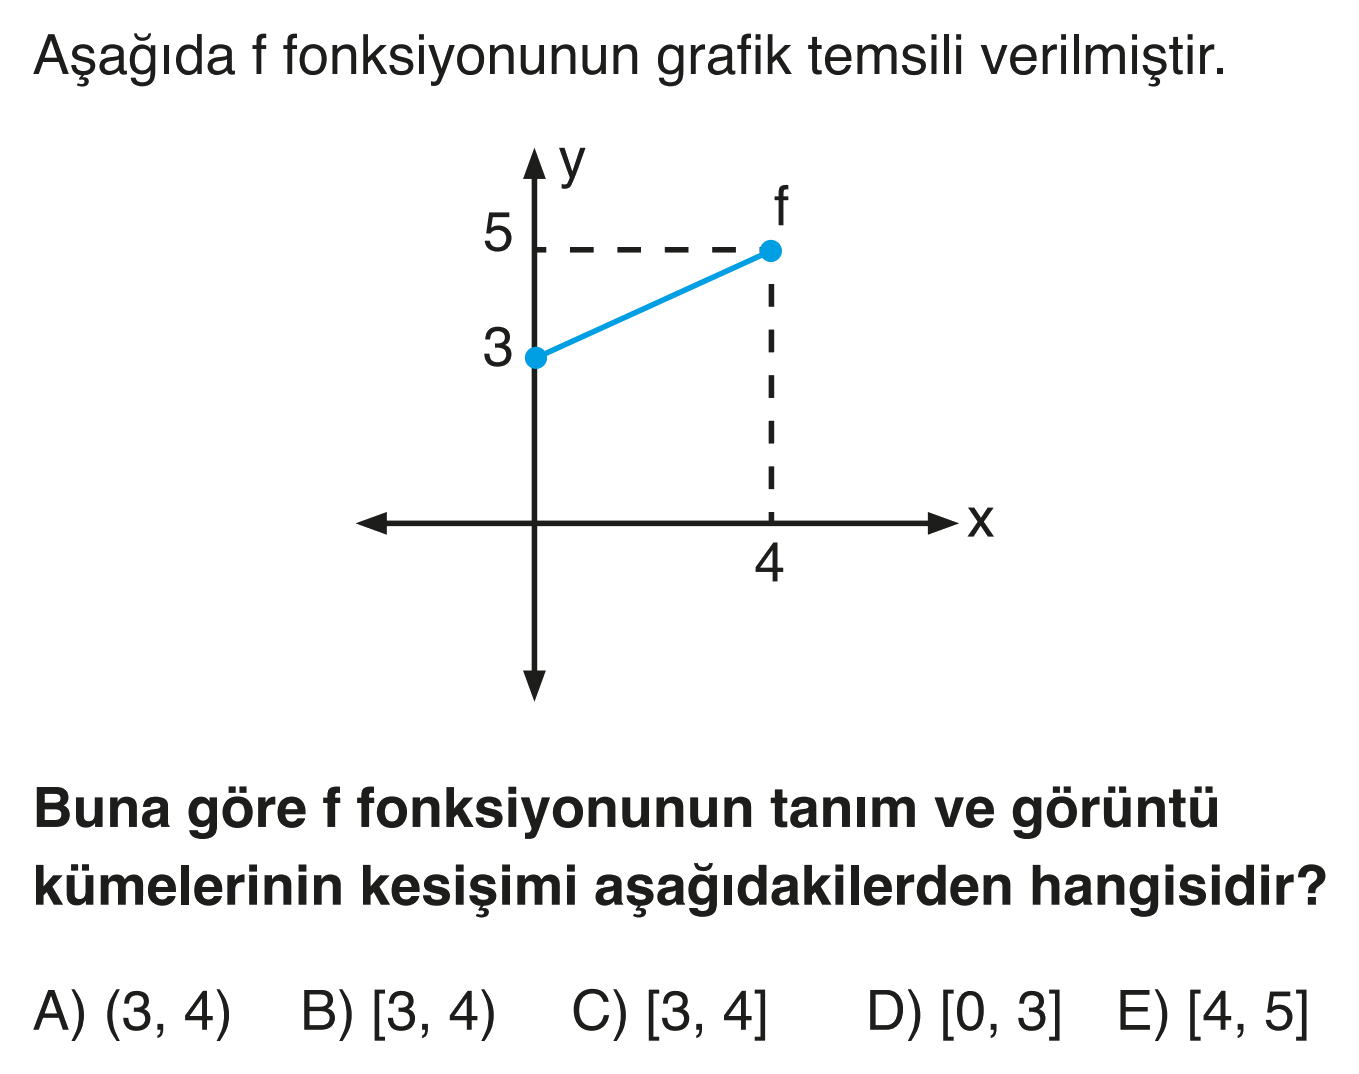 Aşağıda f fonksiyonunun grafik temsili verilmiştir.
y
f
5
3
x
4
Buna göre f fonksiyonunun tanım ve görüntü
kümelerinin kesişimi aşağıdakilerden hangisidir?
A) (3, 4) B) [3, 4) C) [3, 4] D) [0, 3] E) [4, 5]